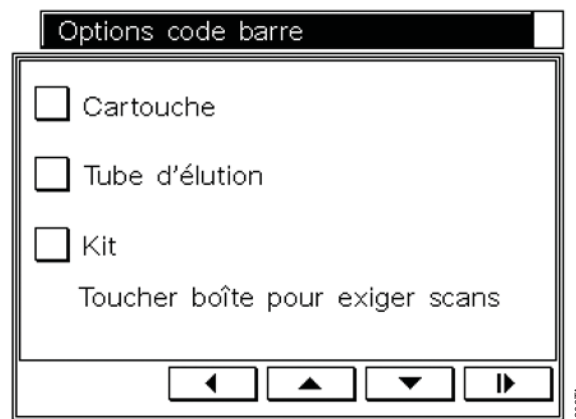 Options code barre
Cartouche
Tube d'élution
Kit
Toucher boîte pour exiger scans